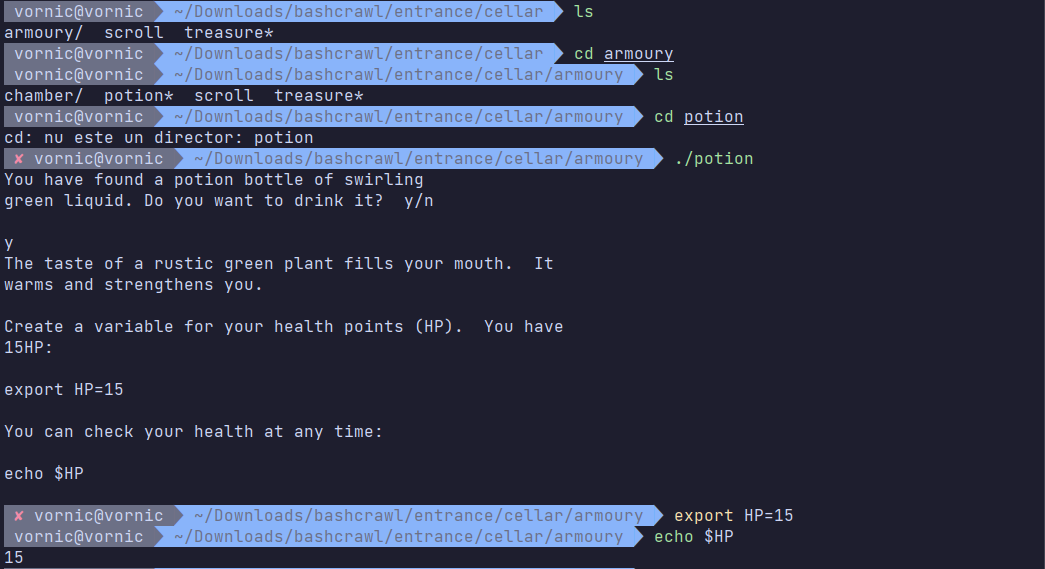 vornic@vornic ~/Downloads/bashcrawl/entrance/cellar ls
armoury/  scroll  treasure*
vornic@vornic ~/Downloads/bashcrawl/entrance/cellar cd armoury
vornic@vornic ~/Downloads/bashcrawl/entrance/cellar/armoury ls
chamber/  potion*  scroll  treasure*
vornic@vornic ~/Downloads/bashcrawl/entrance/cellar/armoury cd potion
cd: nu este un director: potion
✘ vornic@vornic ~/Downloads/bashcrawl/entrance/cellar/armoury ./potion
You have found a potion bottle of swirling
green liquid. Do you want to drink it?  y/n
y
The taste of a rustic green plant fills your mouth.  It
warms and strengthens you.
Create a variable for your health points (HP).  You have
15HP:
export HP=15
You can check your health at any time:
echo $HP
✘ vornic@vornic ~/Downloads/bashcrawl/entrance/cellar/armoury export HP=15
vornic@vornic ~/Downloads/bashcrawl/entrance/cellar/armoury echo $HP
15